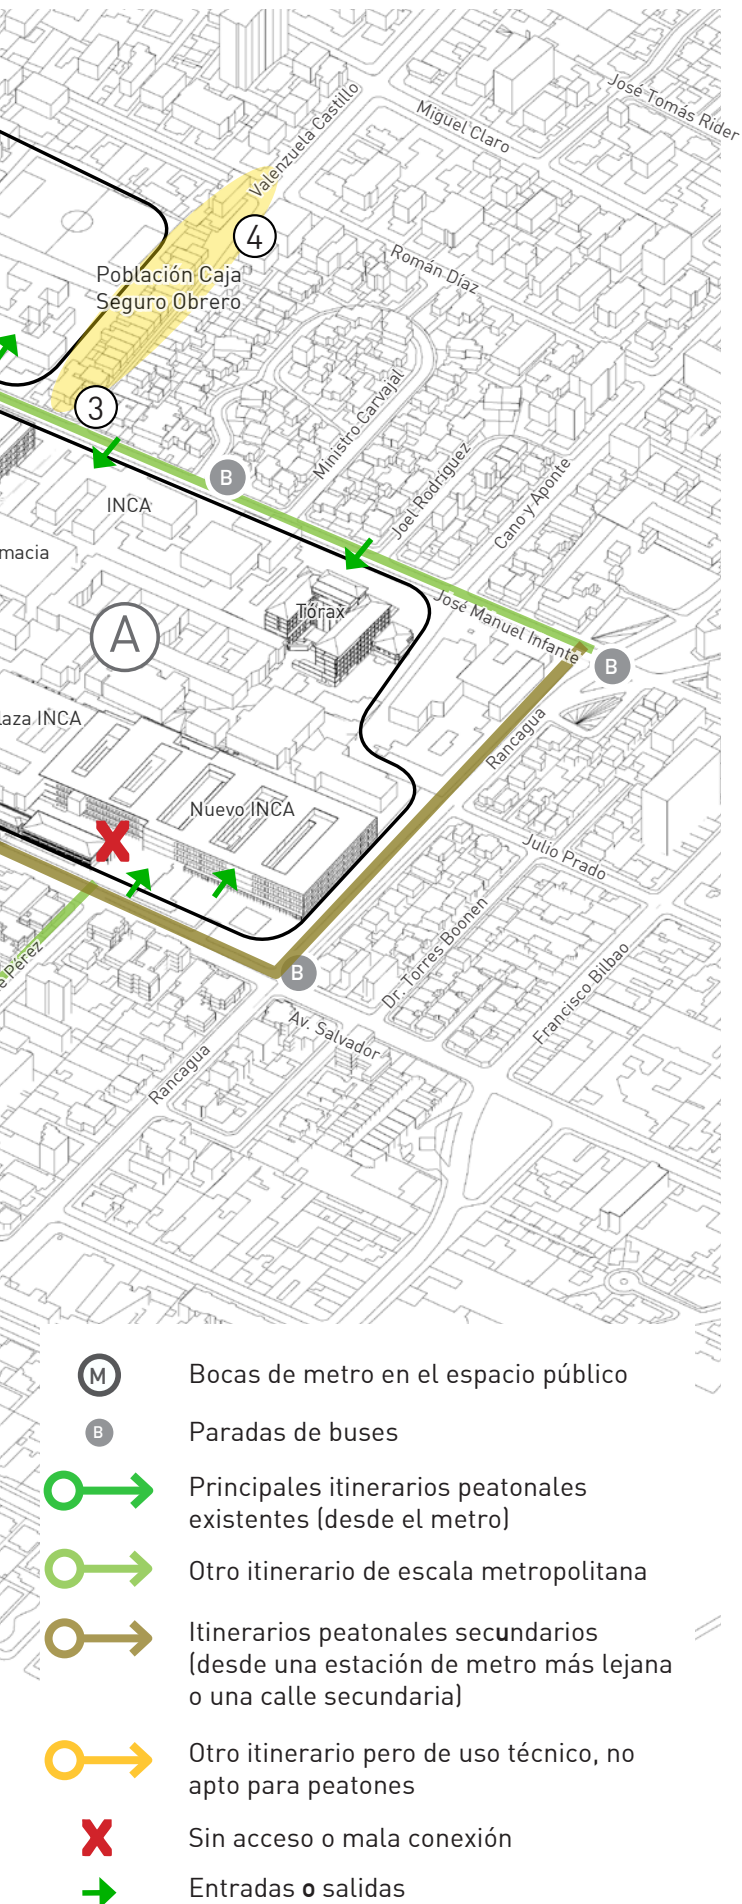 José Tomás Rider
Miguel Claro
Valenzuela Castillo
4
Román Díaz
Población Caja
Seguro Obrero
3
Ministro Carvajal
B
Joel Rodríguez
Cano y Aponte
INCA
macia
Tórax
José Manuel Infante
A
B
laza INCA
Rancagua
Nuevo INCA
Julio Prado
Dr. Torres Boonen
e Pérez
B
Francisco Bilbao
Av. Salvador
Rancagua
M
Bocas de metro en el espacio público
B
Paradas de buses
Principales itinerarios peatonales
existentes (desde el metro)
Otro itinerario de escala metropolitana
Itinerarios peatonales secundarios
(desde una estación de metro más lejana
o una calle secundaria)
Otro itinerario pero de uso técnico, no
apto para peatones
X
Sin acceso o mala conexión
Entradas o salidas